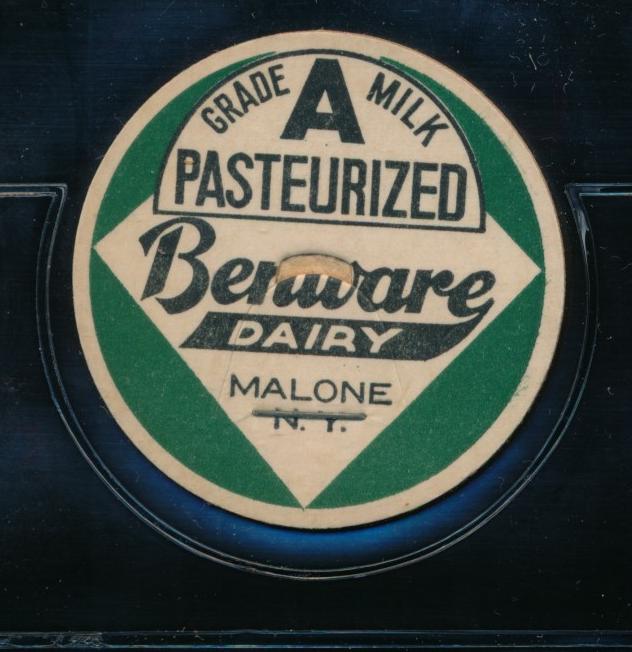 GRADE A MILK
PASTEURIZED
Benware
DAIRY
MALONE
N. Y.